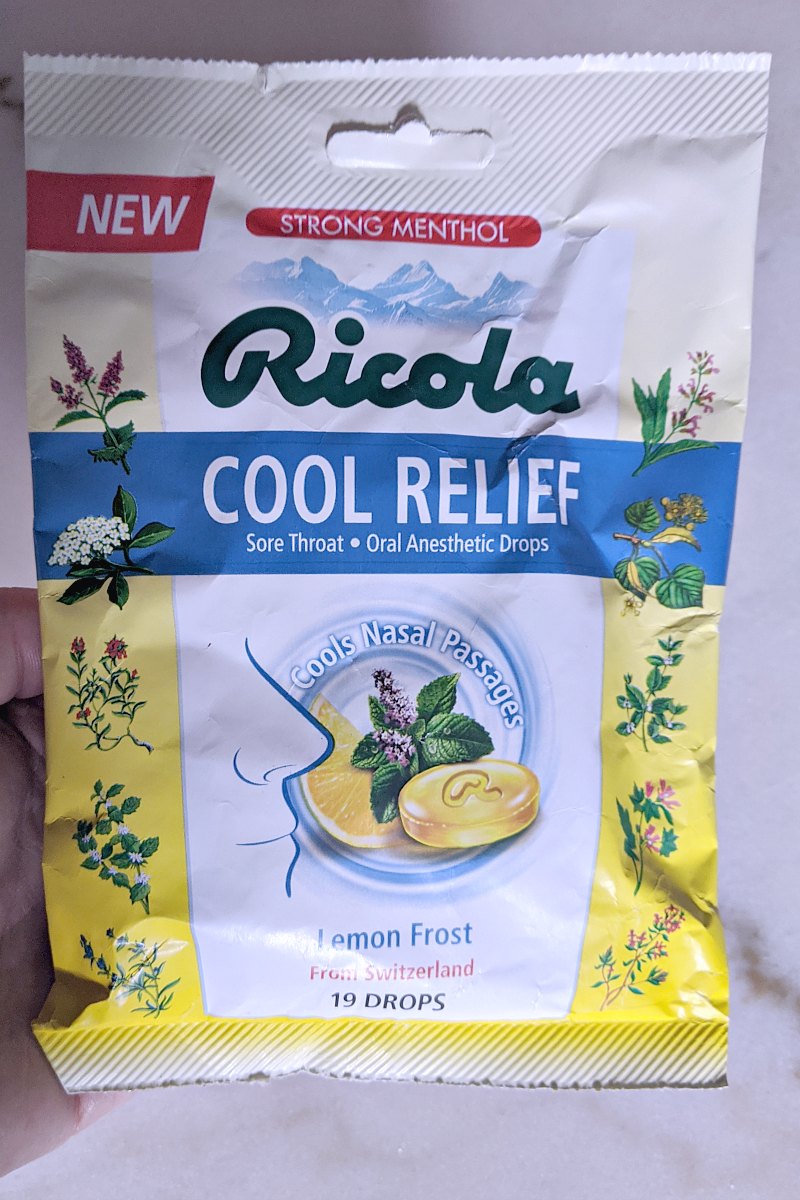 NEW
STRONG MENTHOL
Ricola
COOL RELIEF
Sore Throat • Oral Anesthetic Drops
Cools Nasal Passages
Lemon Frost
From Switzerland
19 DROPS